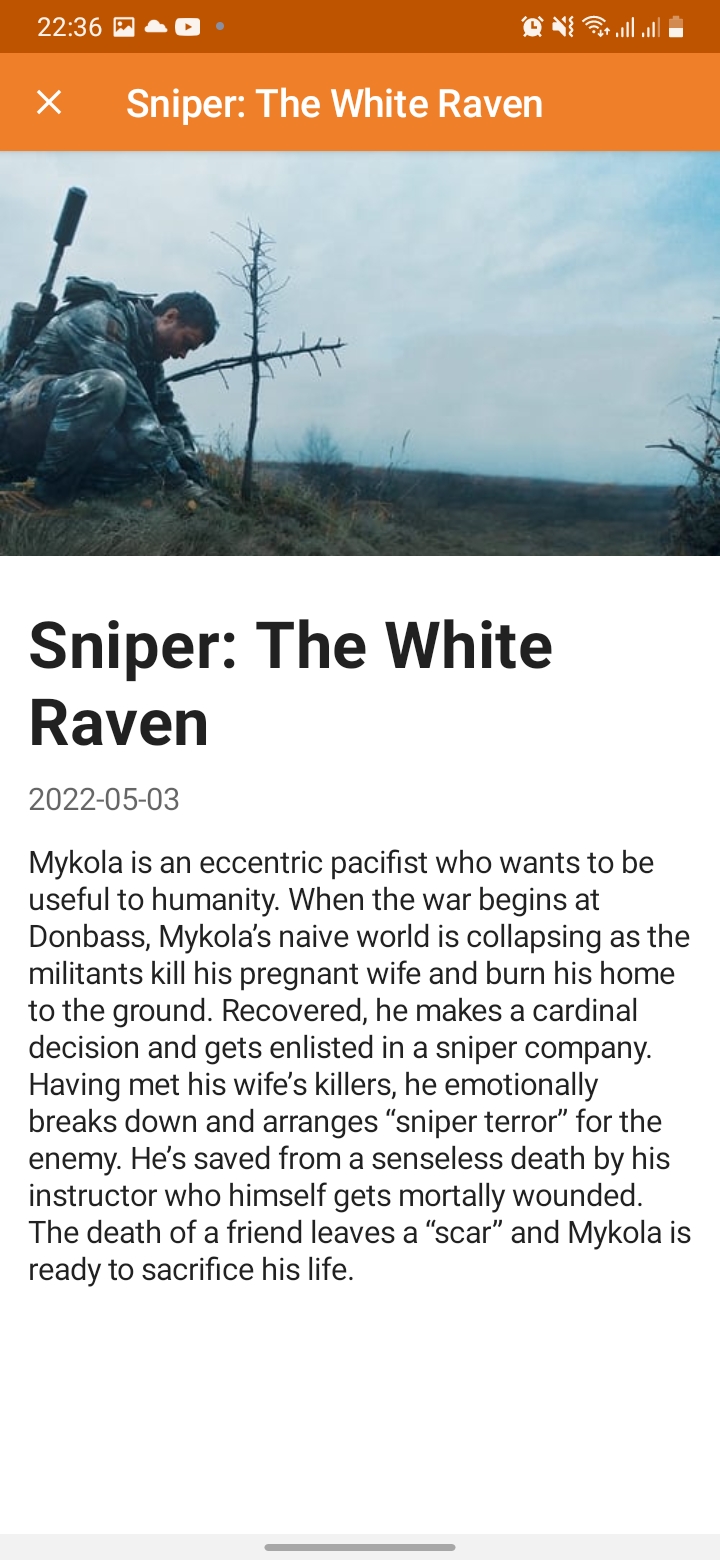 22:36
Sniper: The White Raven
Sniper: The White
Raven
2022-05-03
Mykola is an eccentric pacifist who wants to be
useful to humanity. When the war begins at
Donbass, Mykola’s naive world is collapsing as the
militants kill his pregnant wife and burn his home
to the ground. Recovered, he makes a cardinal
decision and gets enlisted in a sniper company.
Having met his wife’s killers, he emotionally
breaks down and arranges “sniper terror” for the
enemy. He’s saved from a senseless death by his
instructor who himself gets mortally wounded.
The death of a friend leaves a “scar” and Mykola is
ready to sacrifice his life.